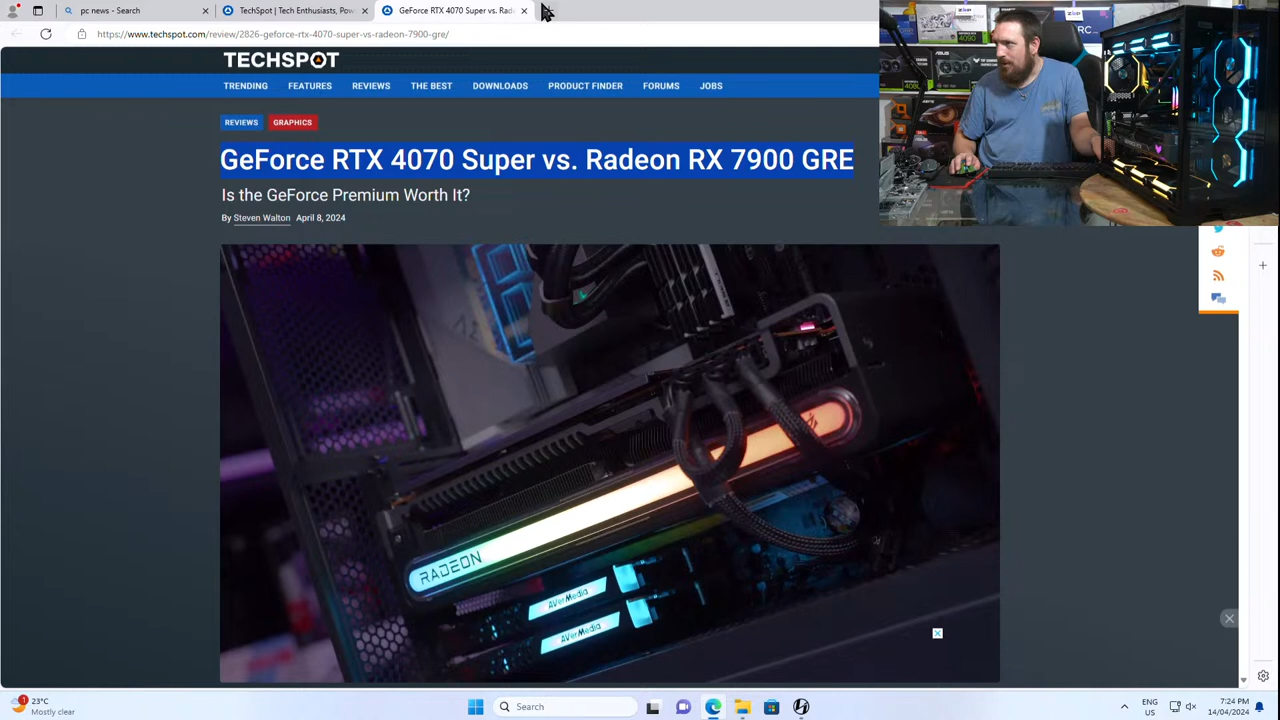 pc news - Search
TechSpot | Tech Enthusiasts, Pow
GeForce RTX 4070 Super vs. Rade
https://www.techspot.com/review/2826-geforce-rtx-4070-super-vs-radeon-7900-gre/
TECHSPOT
TRENDING
FEATURES
REVIEWS
THE BEST
DOWNLOADS
PRODUCT FINDER
FORUMS
JOBS
REVIEWS
GRAPHICS
GeForce RTX 4070 Super vs. Radeon RX 7900 GRE
Is the GeForce Premium Worth It?
By Steven Walton April 8, 2024
RADEON
AVerMedia
AVerMedia
1
23°C
Mostly clear
Search
ENG
US
7:24 PM
14/04/2024